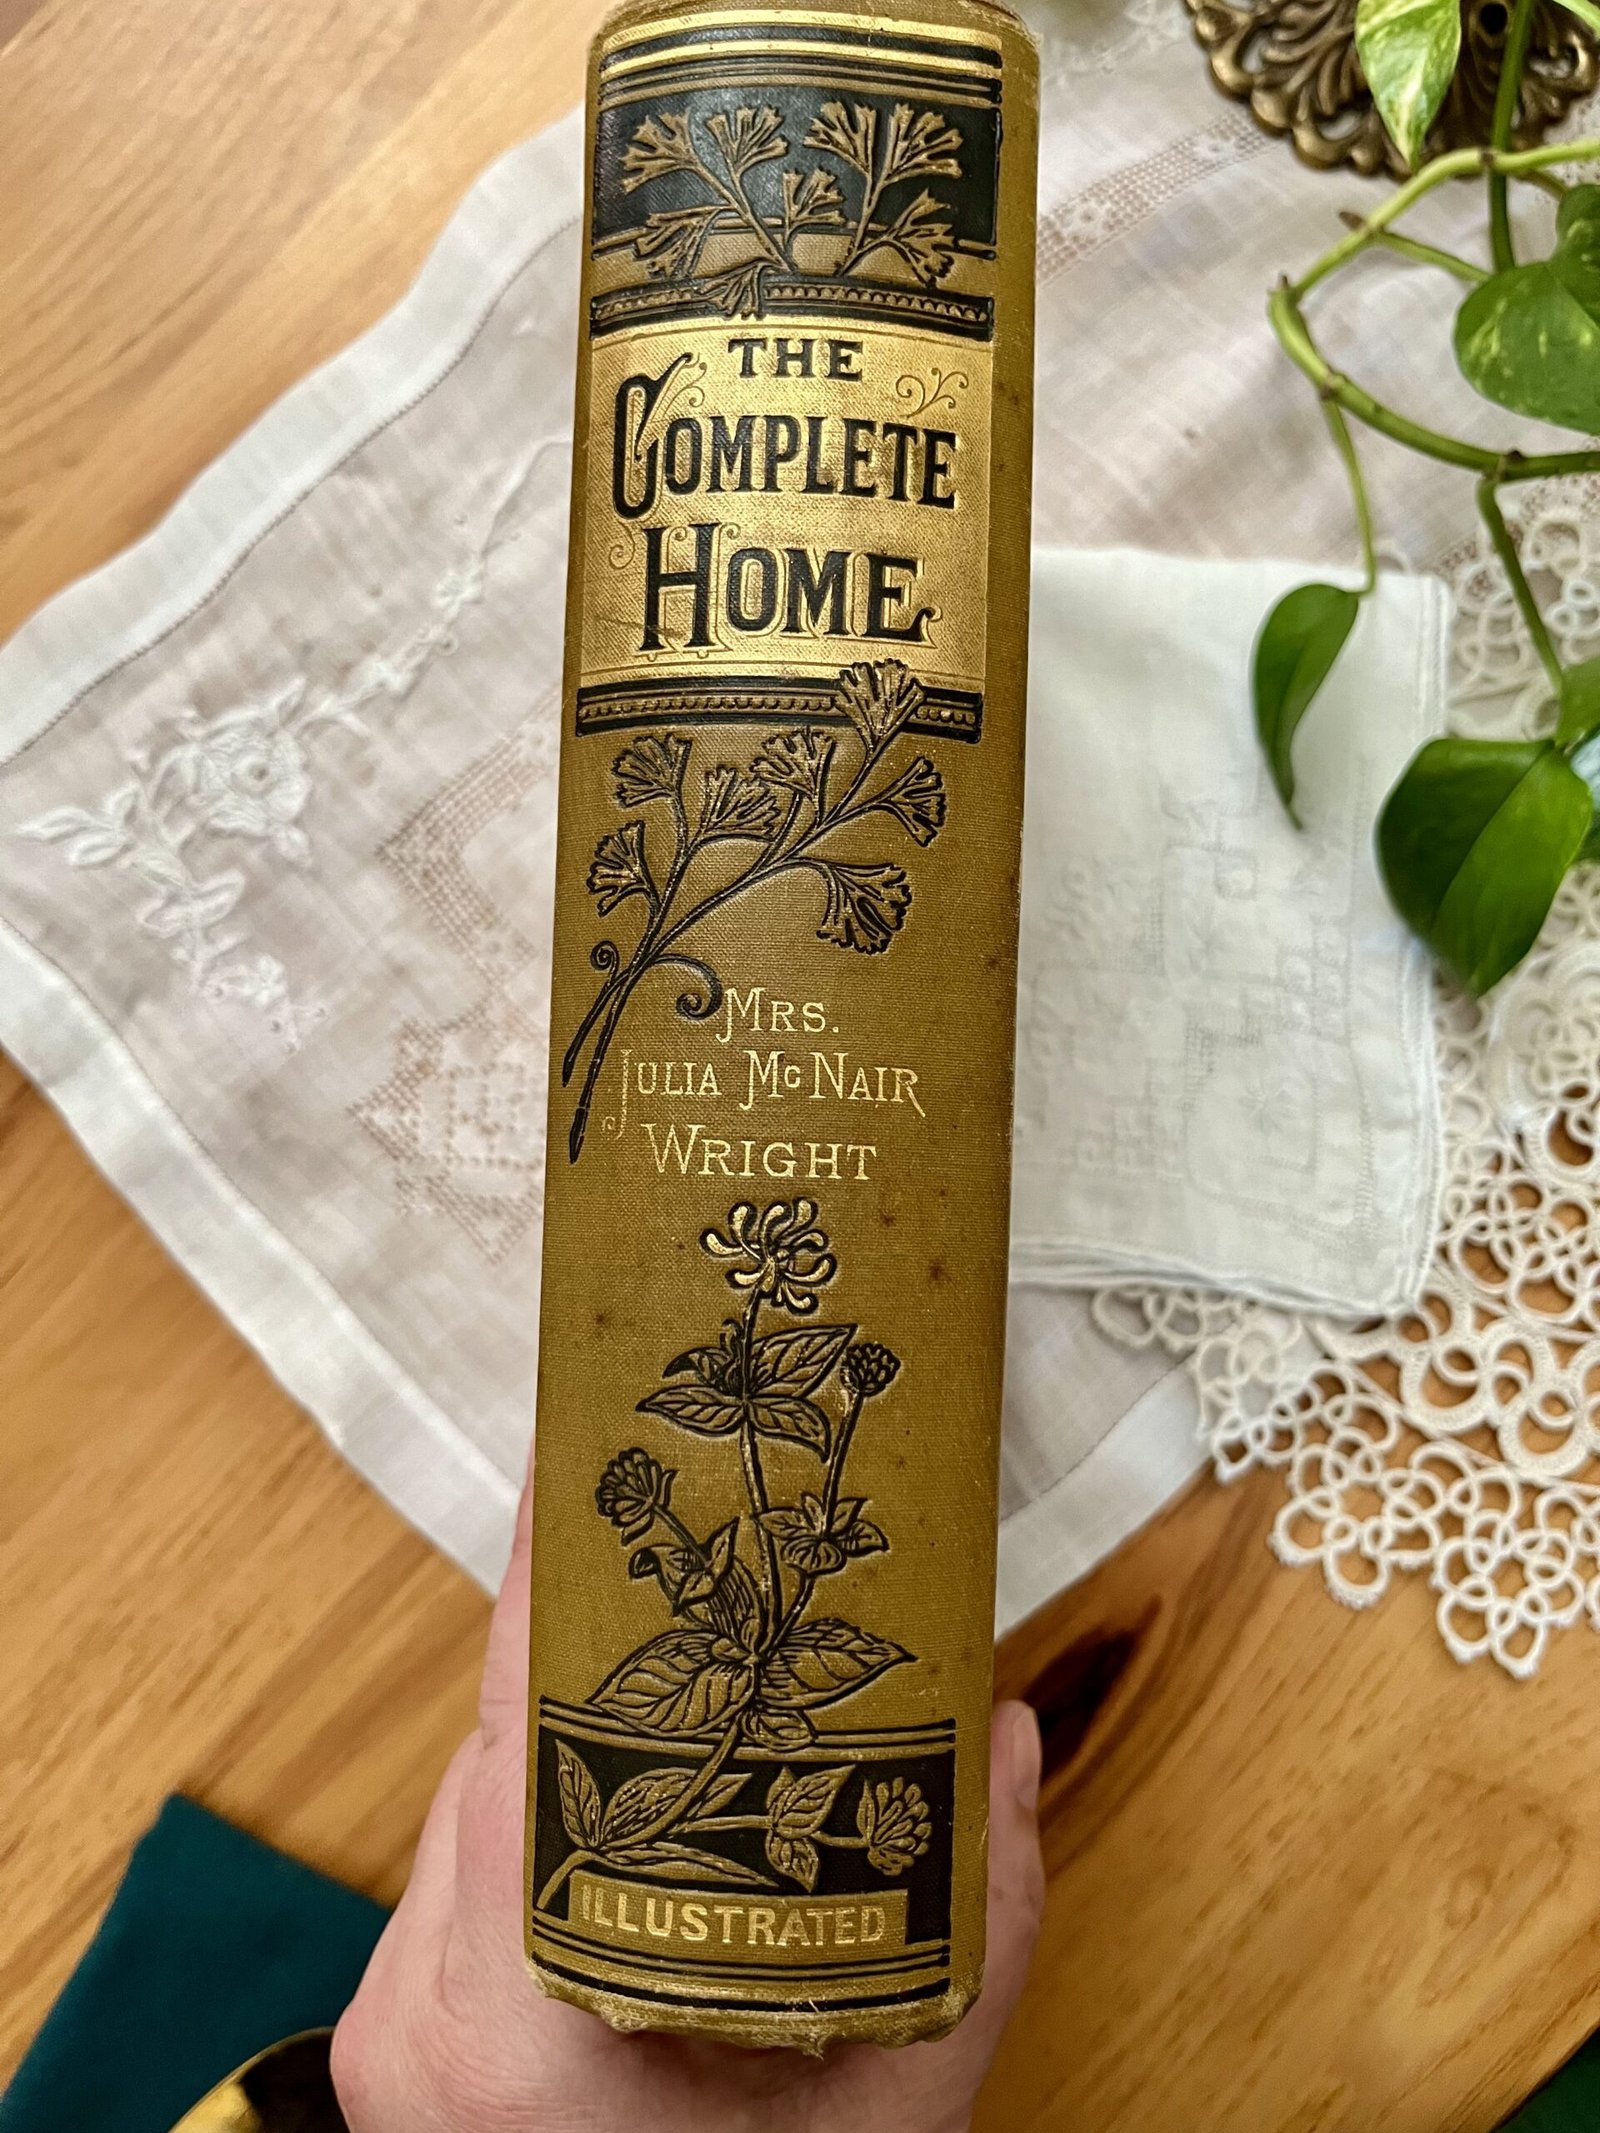 THE
COMPLETE
HOME
MRS.
JULIA McNAIR
WRIGHT
ILLUSTRATED